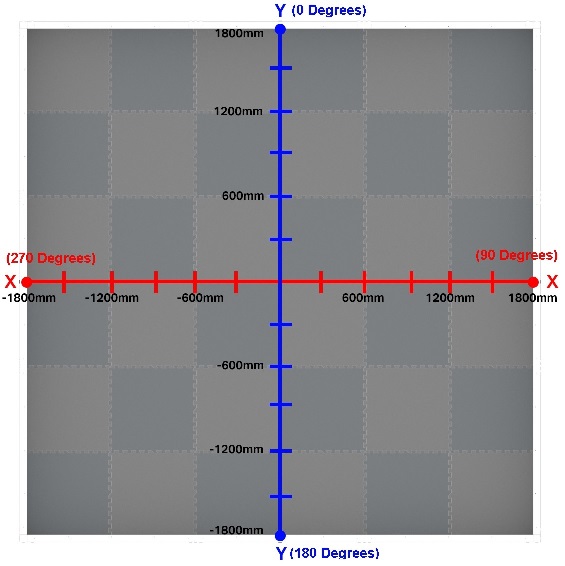 Y (0 Degrees)
1800mm
1200mm
600mm
(270 Degrees) (90 Degrees)
X X
-1800mm -1200mm -600mm 600mm 1200mm 1800mm
-600mm
-1200mm
-1800mm
Y (180 Degrees)